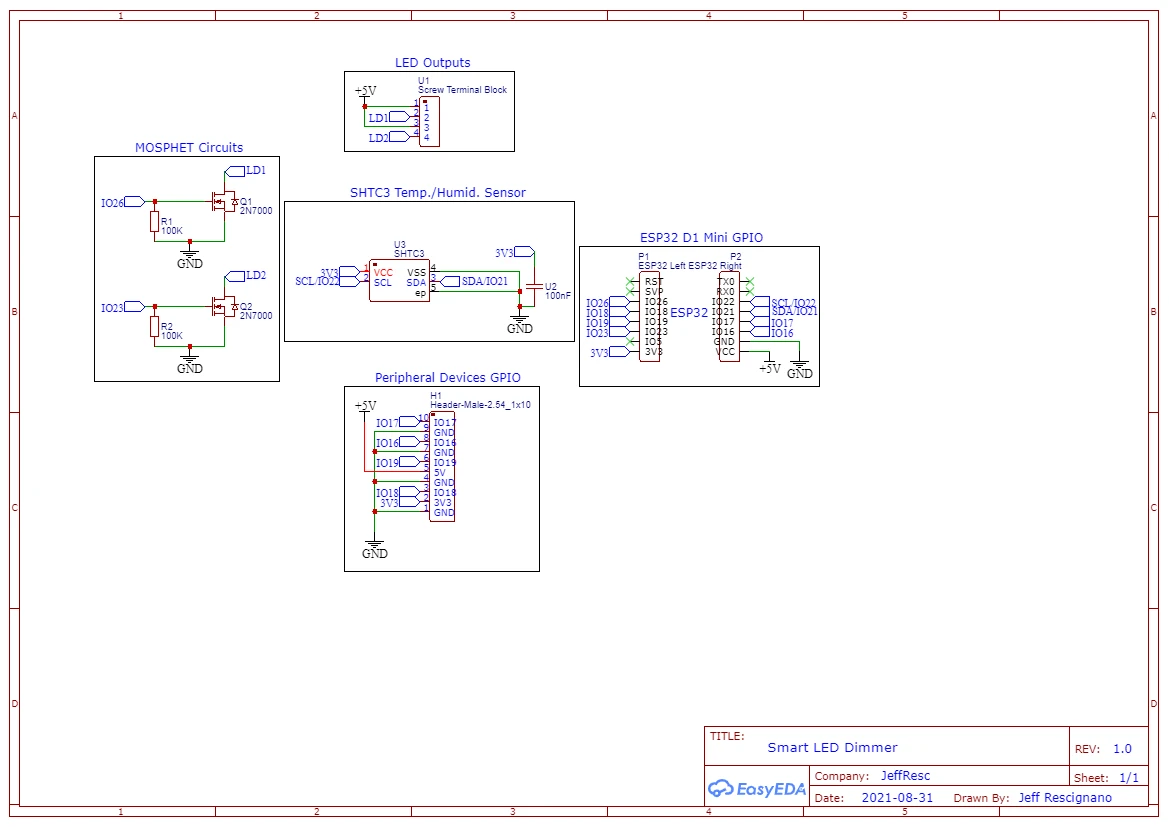 1 2 3 4 5
A A
B B
C C
D D
1 2 3 4 5
LED Outputs
U1
Screw Terminal Block
+5V
1 1
LD1 2 2
3 3
LD2 4 4
MOSPHET Circuits
LD1
IO26
Q1
2N7000
R1
100K
GND
LD2
IO23
Q2
2N7000
R2
100K
GND
SHTC3 Temp./Humid. Sensor
U3
SHTC3
3V3 1 VCC VSS 4
SCL/IO22 2 SCL SDA 3 SDA/IO21
ep 5
3V3
U2
100nF
GND
ESP32 D1 Mini GPIO
P1 P2
ESP32 Left ESP32 Right
RST TX0
SVP RX0
IO26 IO26 IO22 SCL/IO22
IO18 IO18 ESP32 IO21 SDA/IO21
IO19 IO19 IO17 IO17
IO23 IO23 IO16 IO16
IO5 GND
3V3 3V3 VCC
+5V GND
Peripheral Devices GPIO
H1
Header-Male-2.54_1x10
+5V
IO17 10 IO17
9 GND
IO16 8 IO16
7 GND
IO19 6 IO19
5 5V
4 GND
IO18 3 IO18
3V3 2 3V3
1 GND
GND
TITLE:
Smart LED Dimmer
REV: 1.0
EasyEDA
Company: JeffResc
Sheet: 1/1
Date: 2021-08-31 Drawn By: Jeff Rescignano